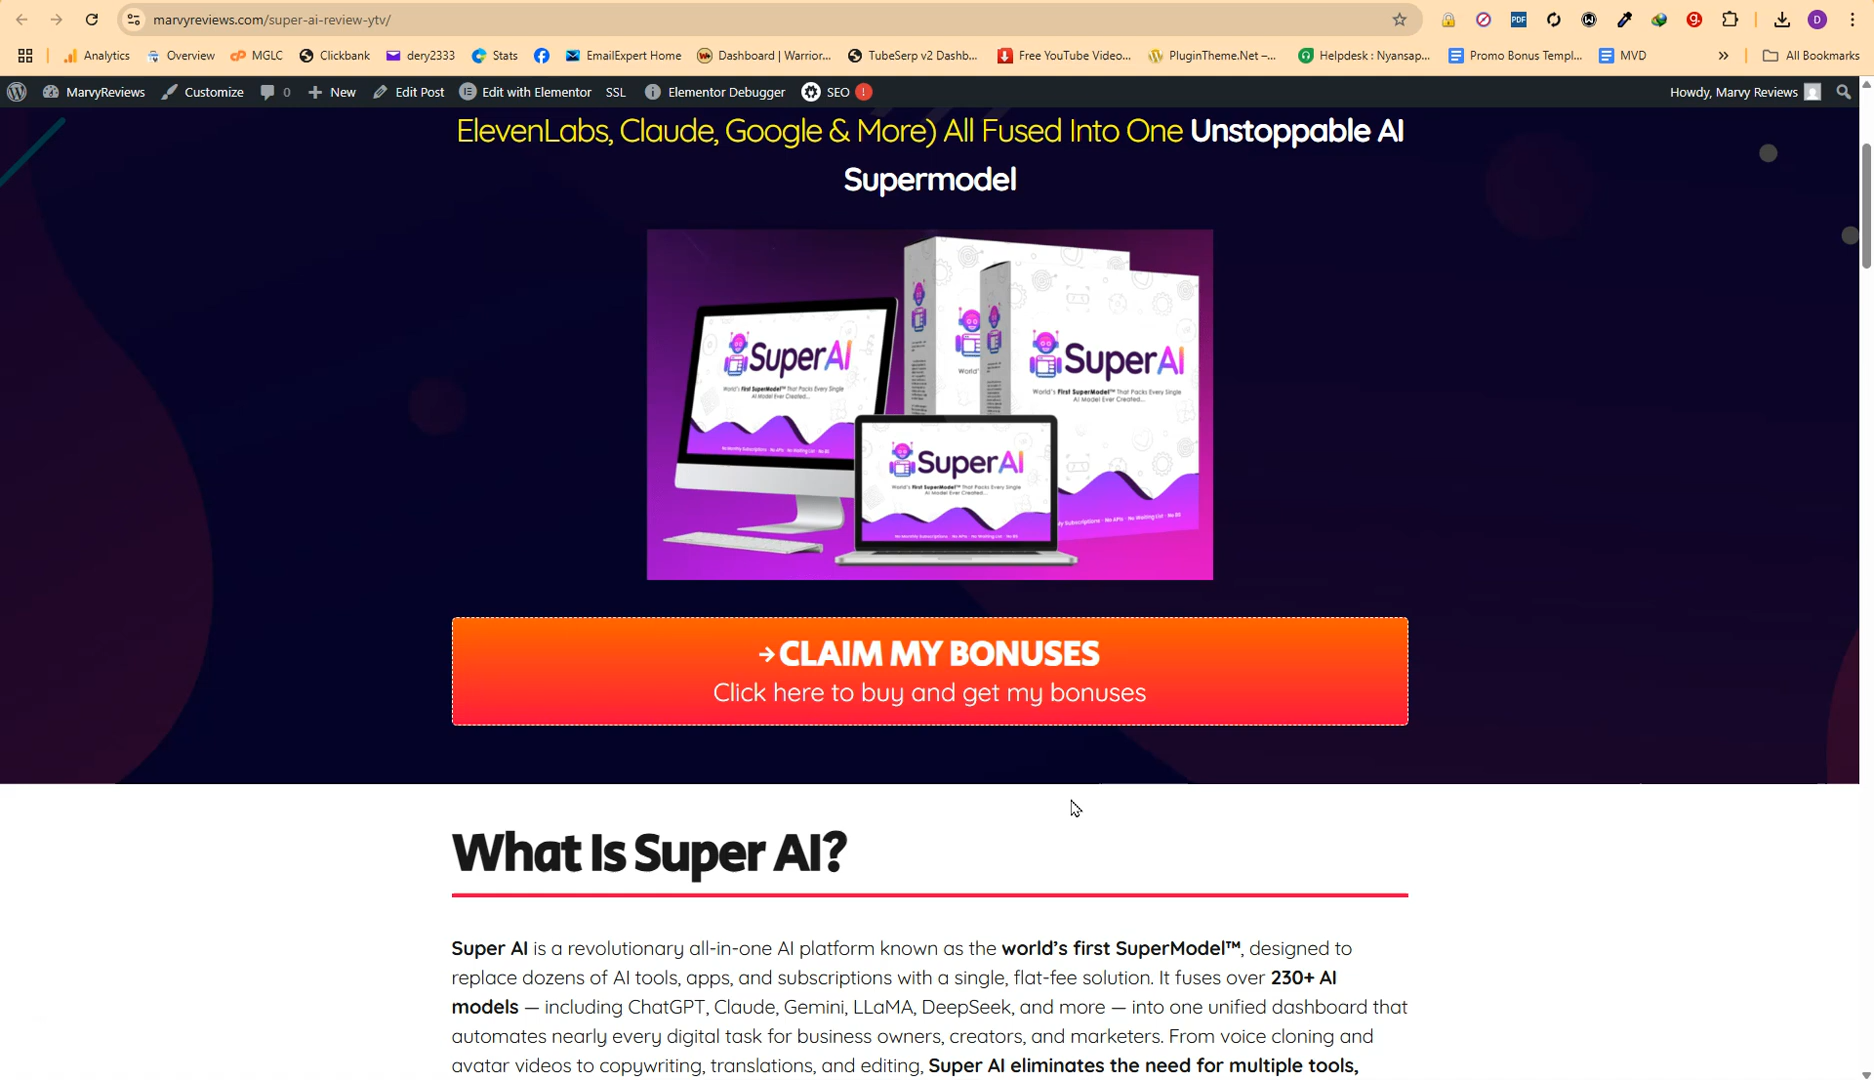 marvyreviews.com/super-ai-review-ytv/
PDF
D
Analytics
Overview
MGLC
Clickbank
dery2333
Stats
EmailExpert Home
Dashboard | Warrior...
TubeSerp v2 Dashb...
Free YouTube Video...
PluginTheme.Net –...
Helpdesk : Nyansap...
Promo Bonus Templ...
MVD
»
All Bookmarks
MarvyReviews
Customize
0
New
Edit Post
Edit with Elementor
SSL
Elementor Debugger
SEO
!
Howdy, Marvy Reviews
ElevenLabs, Claude, Google & More) All Fused Into One Unstoppable AI
Supermodel
SuperAI
World's First SuperModel™ That Packs Every Single
AI Model Ever Created...
No Monthly Subscriptions - No APIs - No Waiting List - No BS
World'
SuperAI
World's First SuperModel™ That Packs Every Single
AI Model Ever Created...
My Subscriptions - No APIs - No Waiting List - No BS
SuperAI
World's First SuperModel™ That Packs Every Single
AI Model Ever Created...
No Monthly Subscriptions - No APIs - No Waiting List - No BS
→ CLAIM MY BONUSES
Click here to buy and get my bonuses
What Is Super AI?
Super AI is a revolutionary all-in-one AI platform known as the world's first SuperModel™, designed to
replace dozens of AI tools, apps, and subscriptions with a single, flat-fee solution. It fuses over 230+ AI
models — including ChatGPT, Claude, Gemini, LLaMA, DeepSeek, and more — into one unified dashboard that
automates nearly every digital task for business owners, creators, and marketers. From voice cloning and
avatar videos to copywriting, translations, and editing, Super AI eliminates the need for multiple tools,